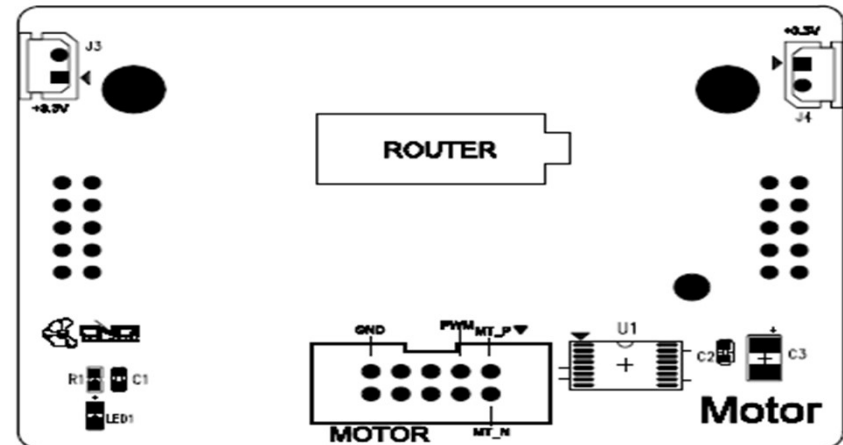 +3.3V
J3
+3.3V
J4
ROUTER
GND
PWM
MT_P
U1
C2
C3
R1
C1
LED1
MOTOR
MT_N
Motor